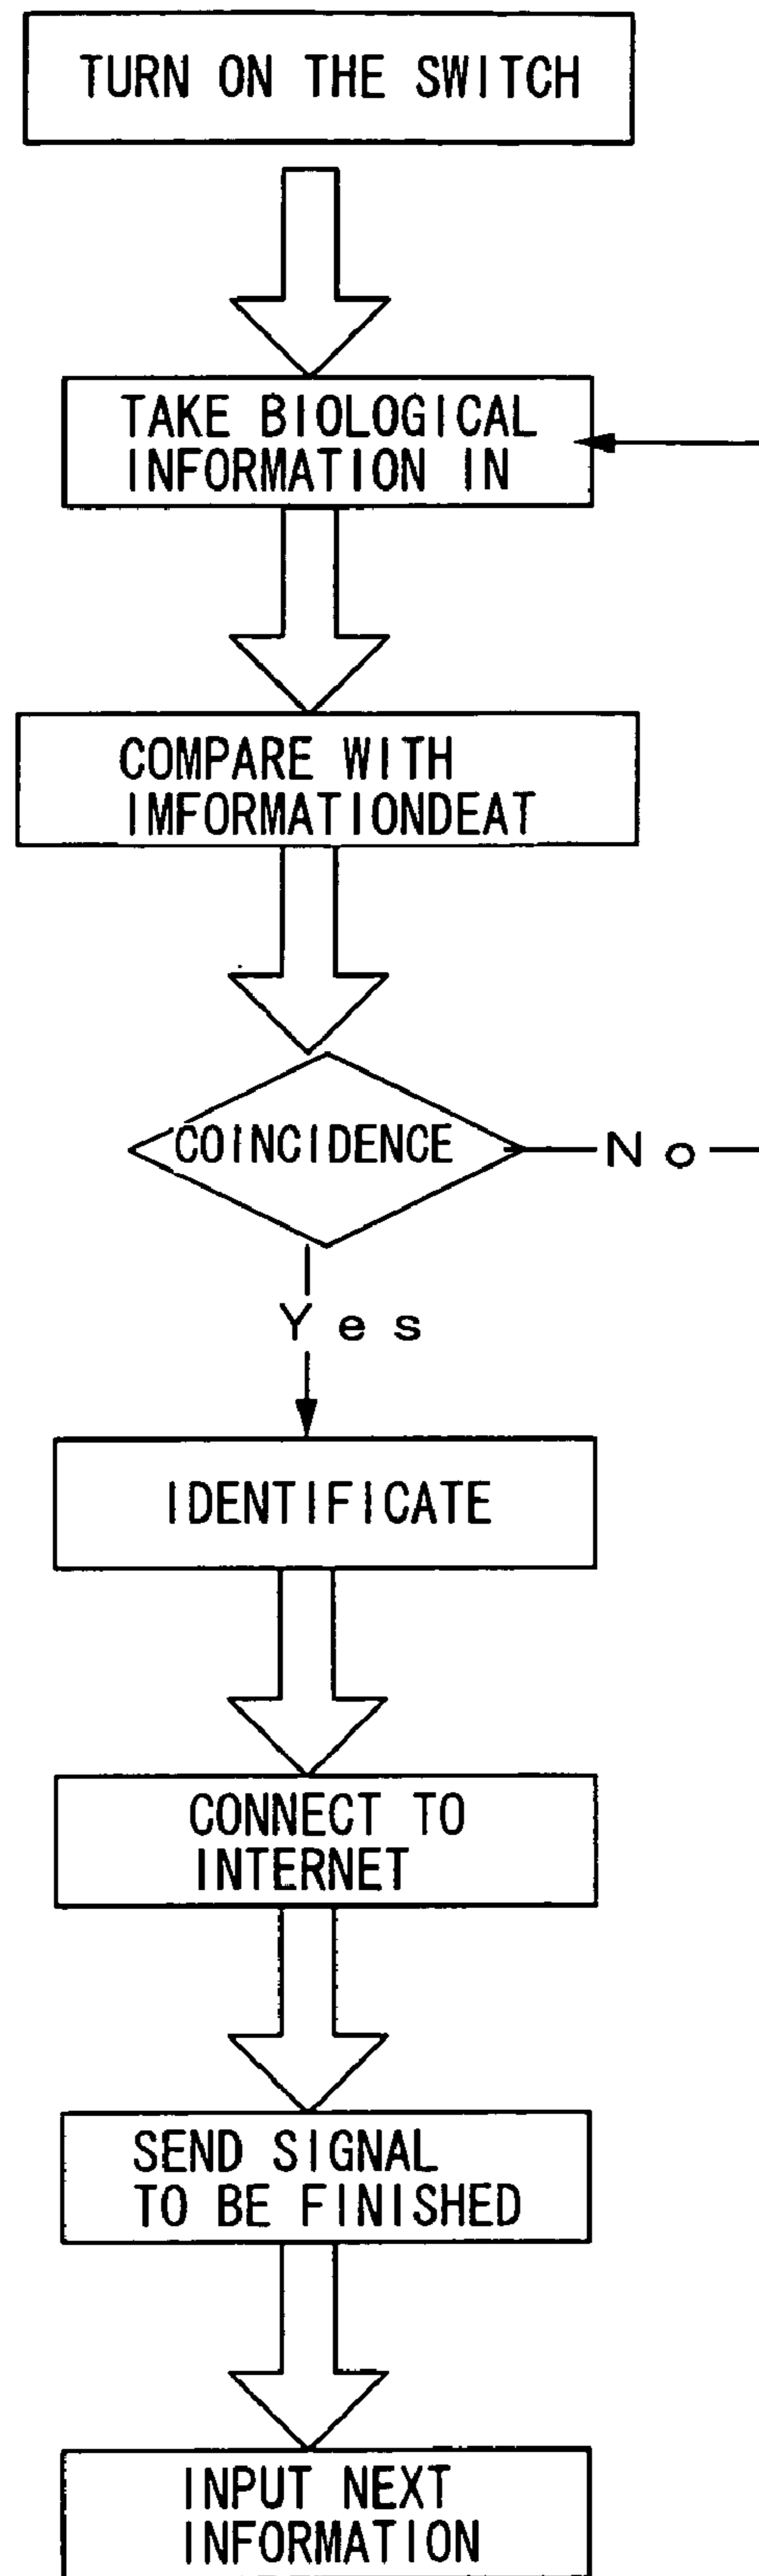 TURN ON THE SWITCH
TAKE BIOLOGICAL
INFORMATION IN
COMPARE WITH
IMFORMATIONDEAT
COINCIDENCE
No
Yes
IDENTIFICATE
CONNECT TO
INTERNET
SEND SIGNAL
TO BE FINISHED
INPUT NEXT
INFORMATION